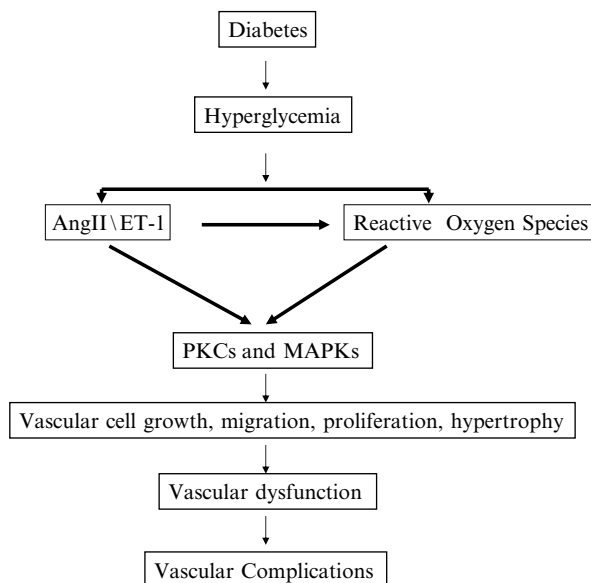 Diabetes
Hyperglycemia
AngII\ET-1
Reactive Oxygen Species
PKCs and MAPKs
Vascular cell growth, migration, proliferation, hypertrophy
Vascular dysfunction
Vascular Complications